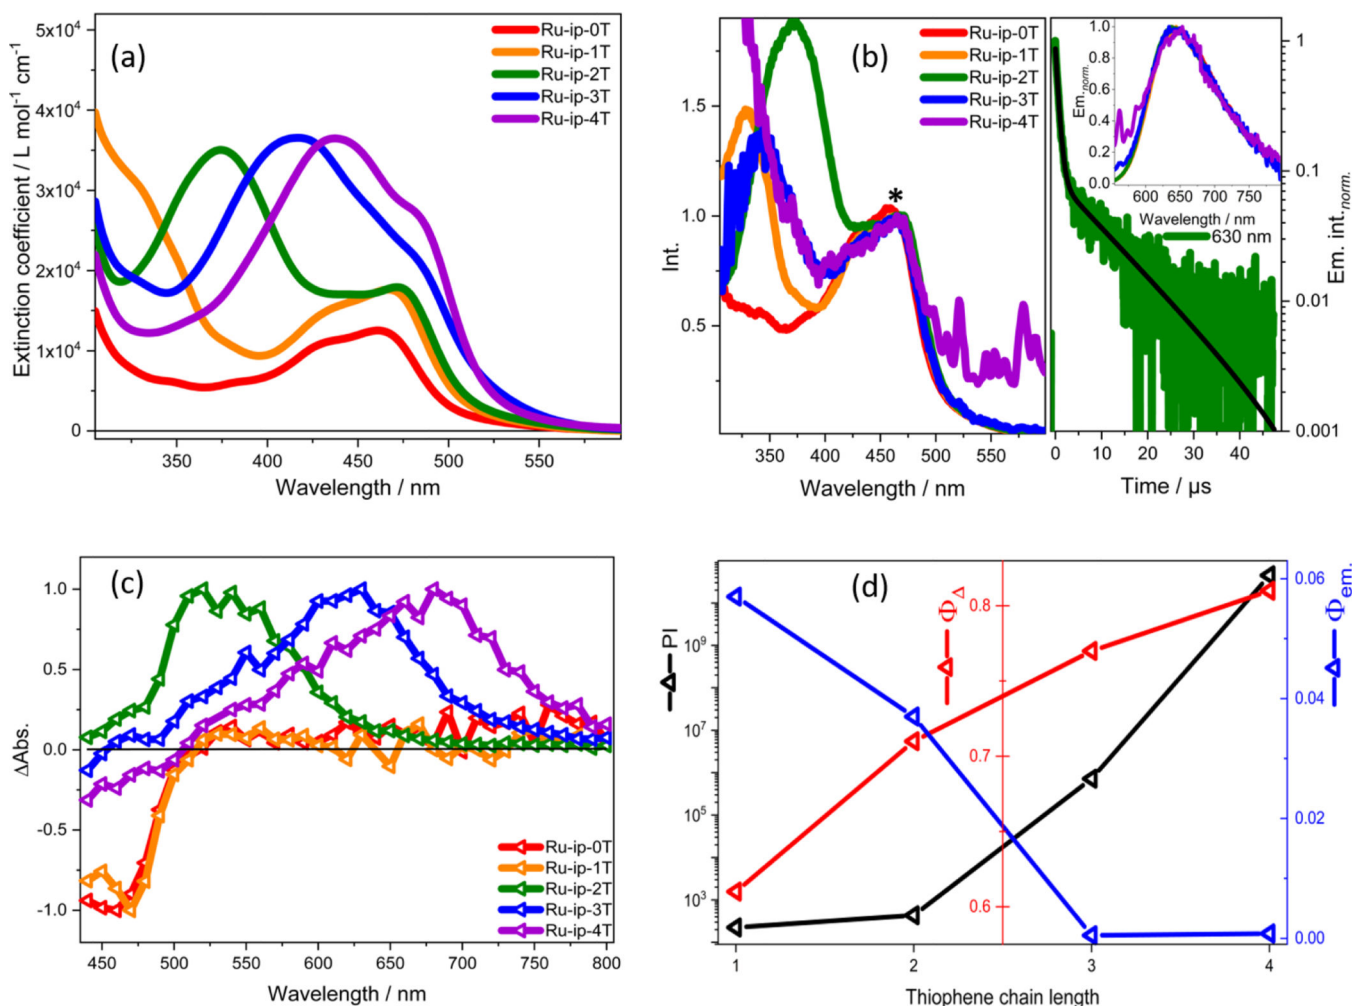 (a)
Ru-ip-0T
Ru-ip-1T
Ru-ip-2T
Ru-ip-3T
Ru-ip-4T
5x10⁴
4x10⁴
3x10⁴
2x10⁴
1x10⁴
0
Extinction coefficient / L mol⁻¹ cm⁻¹
350 400 450 500 550
Wavelength / nm
(b)
Ru-ip-0T
Ru-ip-1T
Ru-ip-2T
Ru-ip-3T
Ru-ip-4T
*
1.5
1.0
0.5
Int.
350 400 450 500 550
Wavelength / nm
1.0
0.8
0.6
0.4
0.2
0.0
Em.norm.
600 650 700 750
Wavelength / nm
630 nm
1
0.1
0.01
0.001
Em. int.norm.
0 10 20 30 40
Time / µs
(c)
1.0
0.5
0.0
-0.5
-1.0
ΔAbs.
Ru-ip-0T
Ru-ip-1T
Ru-ip-2T
Ru-ip-3T
Ru-ip-4T
450 500 550 600 650 700 750 800
Wavelength / nm
(d)
PI
10⁹
10⁷
10⁵
10³
ΦΔ
0.8
0.7
0.6
0.06
0.04
0.02
0.00
Φem.
1 2 3 4
Thiophene chain length